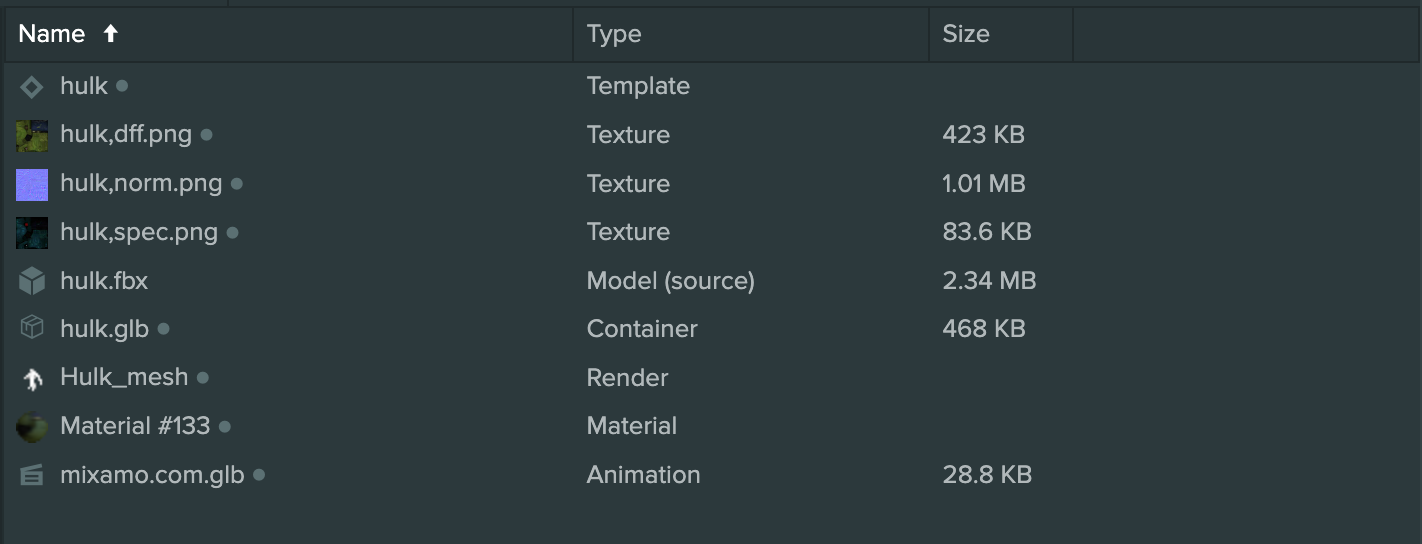 Name Type Size
hulk Template
hulk,dff.png Texture 423 KB
hulk,norm.png Texture 1.01 MB
hulk,spec.png Texture 83.6 KB
hulk.fbx Model (source) 2.34 MB
hulk.glb Container 468 KB
Hulk_mesh Render
Material #133 Material
mixamo.com.glb Animation 28.8 KB